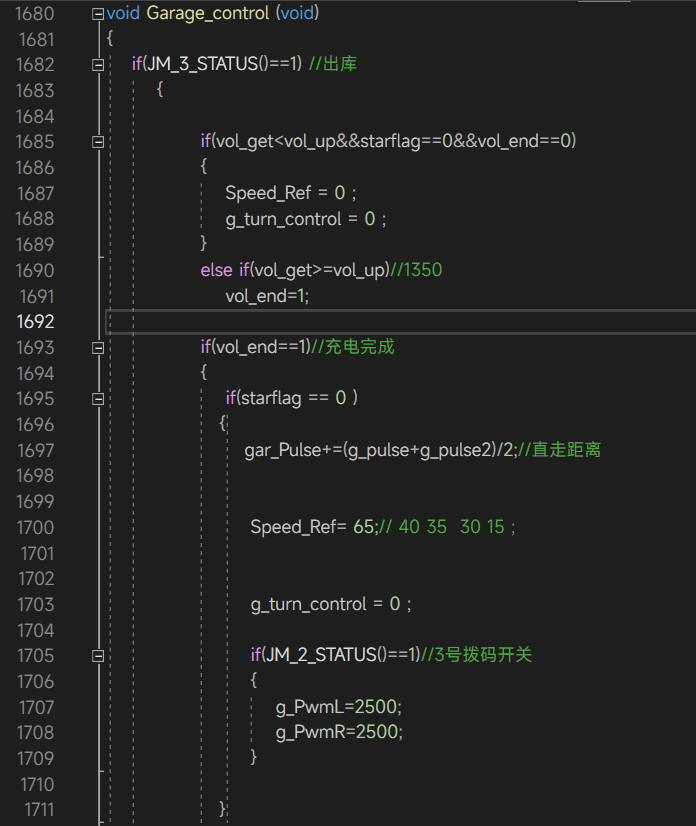 1680 void Garage_control (void)
1681 {
1682 if(JM_3_STATUS()==1) //出库
1683 {
1684
1685 if(vol_get<vol_up&&starflag==0&&vol_end==0)
1686 {
1687 Speed_Ref = 0 ;
1688 g_turn_control = 0 ;
1689 }
1690 else if(vol_get>=vol_up)//1350
1691 vol_end=1;
1692
1693 if(vol_end==1)//充电完成
1694 {
1695 if(starflag == 0 )
1696 {
1697 gar_Pulse+=(g_pulse+g_pulse2)/2;//直走距离
1698
1699
1700 Speed_Ref= 65;// 40 35  30 15 ;
1701
1702
1703 g_turn_control = 0 ;
1704
1705 if(JM_2_STATUS()==1)//3号拨码开关
1706 {
1707 g_PwmL=2500;
1708 g_PwmR=2500;
1709 }
1710
1711 }